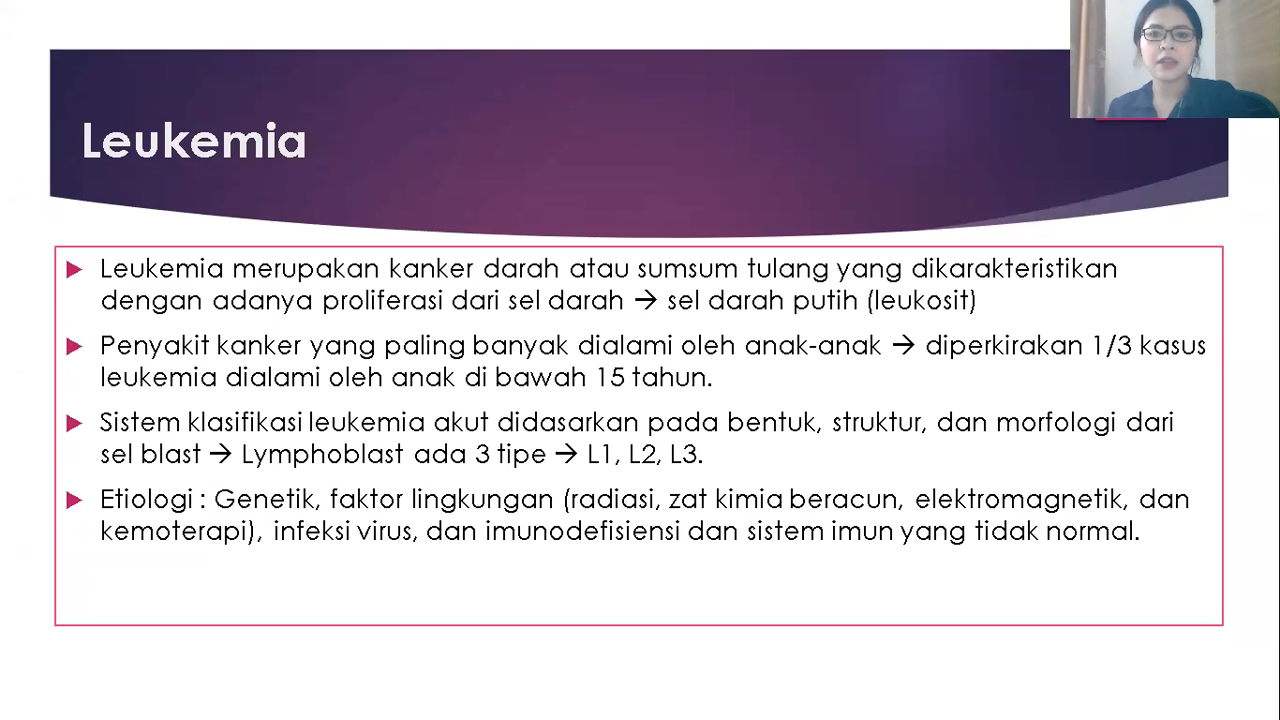 Leukemia
Leukemia merupakan kanker darah atau sumsum tulang yang dikarakteristikan
dengan adanya proliferasi dari sel darah → sel darah putih (leukosit)
Penyakit kanker yang paling banyak dialami oleh anak-anak → diperkirakan 1/3 kasus
leukemia dialami oleh anak di bawah 15 tahun.
Sistem klasifikasi leukemia akut didasarkan pada bentuk, struktur, dan morfologi dari
sel blast → Lymphoblast ada 3 tipe → L1, L2, L3.
Etiologi : Genetik, faktor lingkungan (radiasi, zat kimia beracun, elektromagnetik, dan
kemoterapi), infeksi virus, dan imunodefisiensi dan sistem imun yang tidak normal.